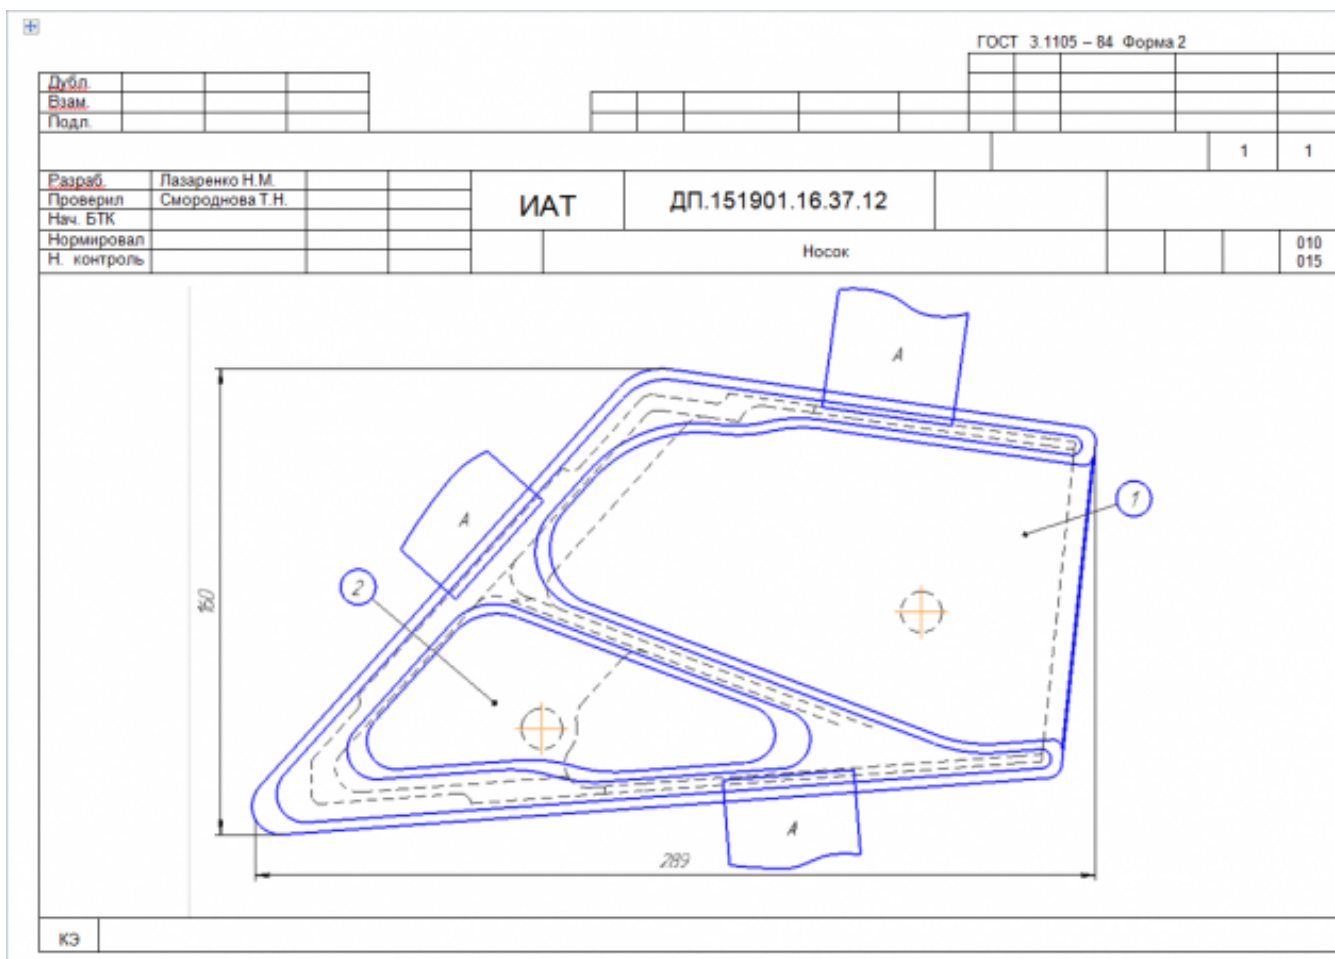 ГОСТ 3.1105 – 84 Форма 2
Дубл.
Взам.
Подл.
1 1
Разраб. Лазаренко Н.М.
Проверил Смороднова Т.Н.
Нач. БТК
ИАТ
ДП.151901.16.37.12
Нормировал
Н. контроль
Носок
010
015
А
А
1
2
160
А
289
КЭ